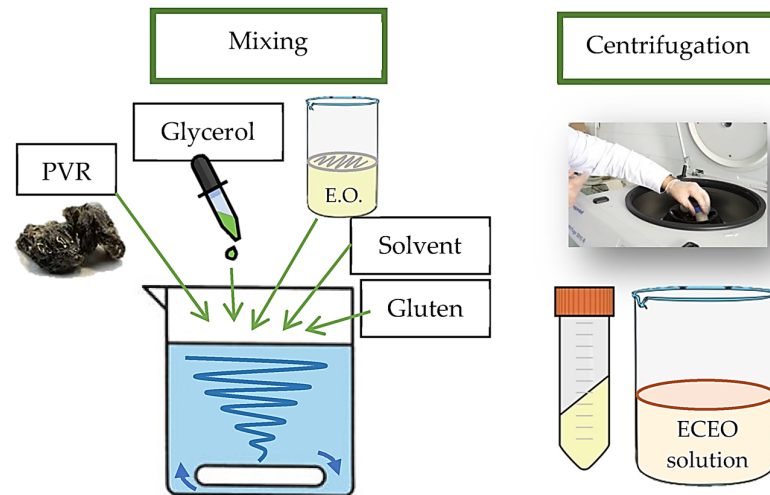 Mixing
Centrifugation
Glycerol
PVR
E.O.
Solvent
Gluten
ECEO
solution